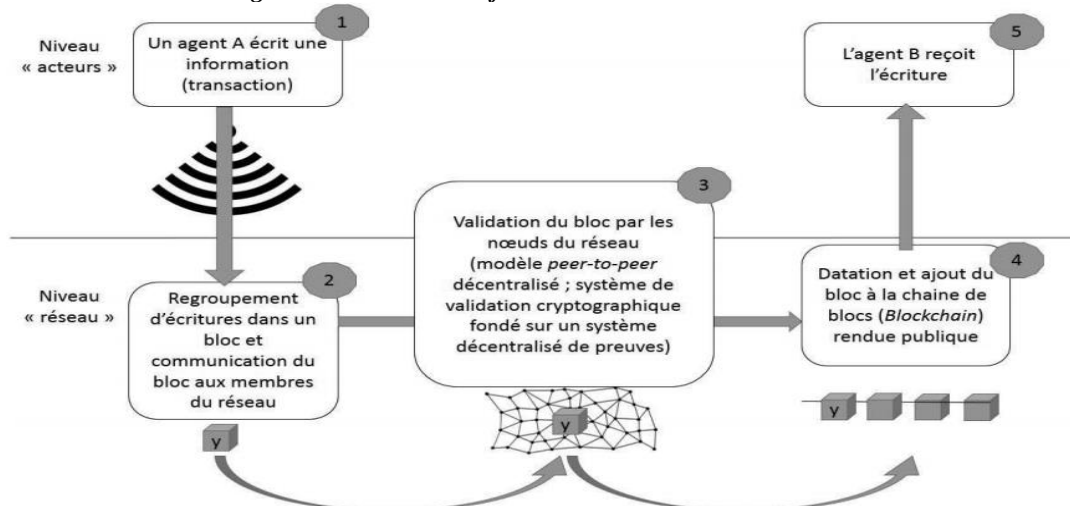 1
Un agent A écrit une
information
(transaction)
Niveau
« acteurs »
5
L’agent B reçoit
l’écriture
3
Validation du bloc par les
nœuds du réseau
(modèle peer-to-peer
décentralisé ; système de
validation cryptographique
fondé sur un système
décentralisé de preuves)
Niveau
« réseau »
2
Regroupement
d’écritures dans un
bloc et
communication du
bloc aux membres
du réseau
4
Datation et ajout du
bloc à la chaine de
blocs (Blockchain)
rendue publique
y
y
y